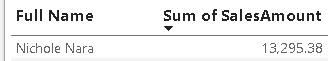 Full Name Sum of SalesAmount
Nichole Nara 13,295.38